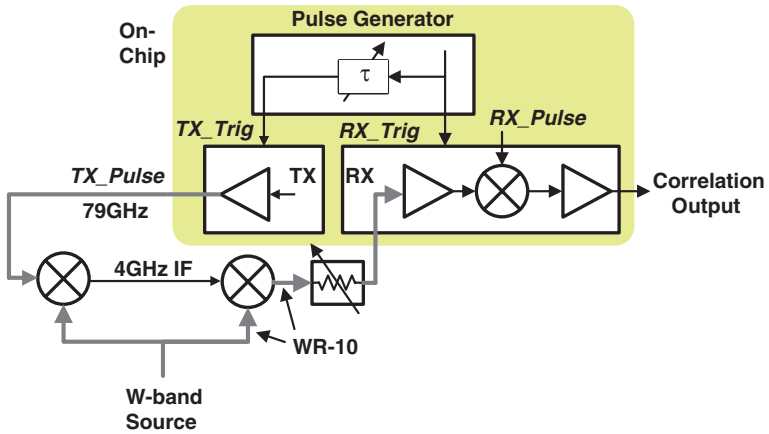 On-
Chip
Pulse Generator
τ
TX_Trig
RX_Trig
RX_Pulse
TX_Pulse
79GHz
TX
RX
Correlation
Output
4GHz IF
WR-10
W-band
Source